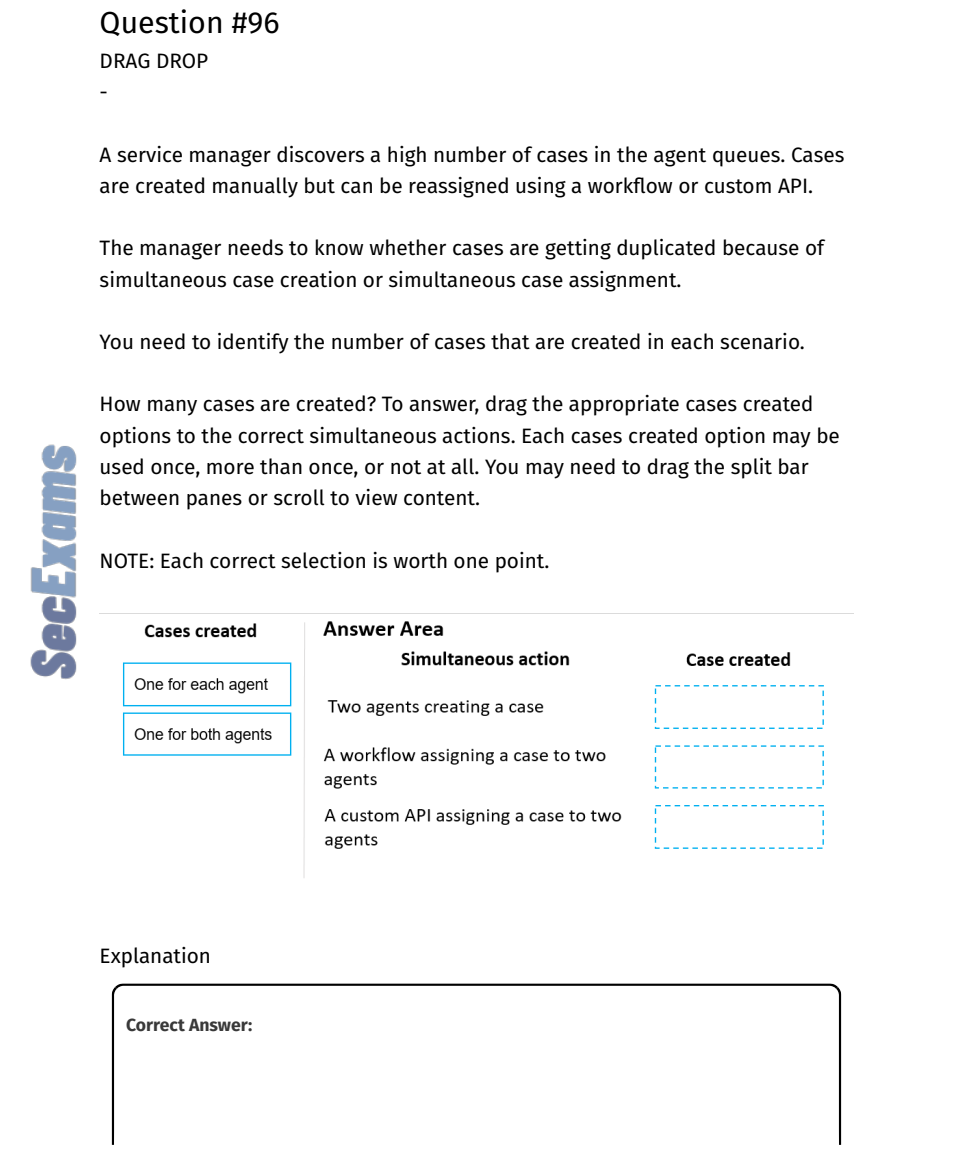 Question #96
DRAG DROP
-
A service manager discovers a high number of cases in the agent queues. Cases
are created manually but can be reassigned using a workflow or custom API.
The manager needs to know whether cases are getting duplicated because of
simultaneous case creation or simultaneous case assignment.
You need to identify the number of cases that are created in each scenario.
How many cases are created? To answer, drag the appropriate cases created
options to the correct simultaneous actions. Each cases created option may be
used once, more than once, or not at all. You may need to drag the split bar
between panes or scroll to view content.
NOTE: Each correct selection is worth one point.
SecExams
Cases created
One for each agent
One for both agents
Answer Area
Simultaneous action
Case created
Two agents creating a case
A workflow assigning a case to two
agents
A custom API assigning a case to two
agents
Explanation
Correct Answer: